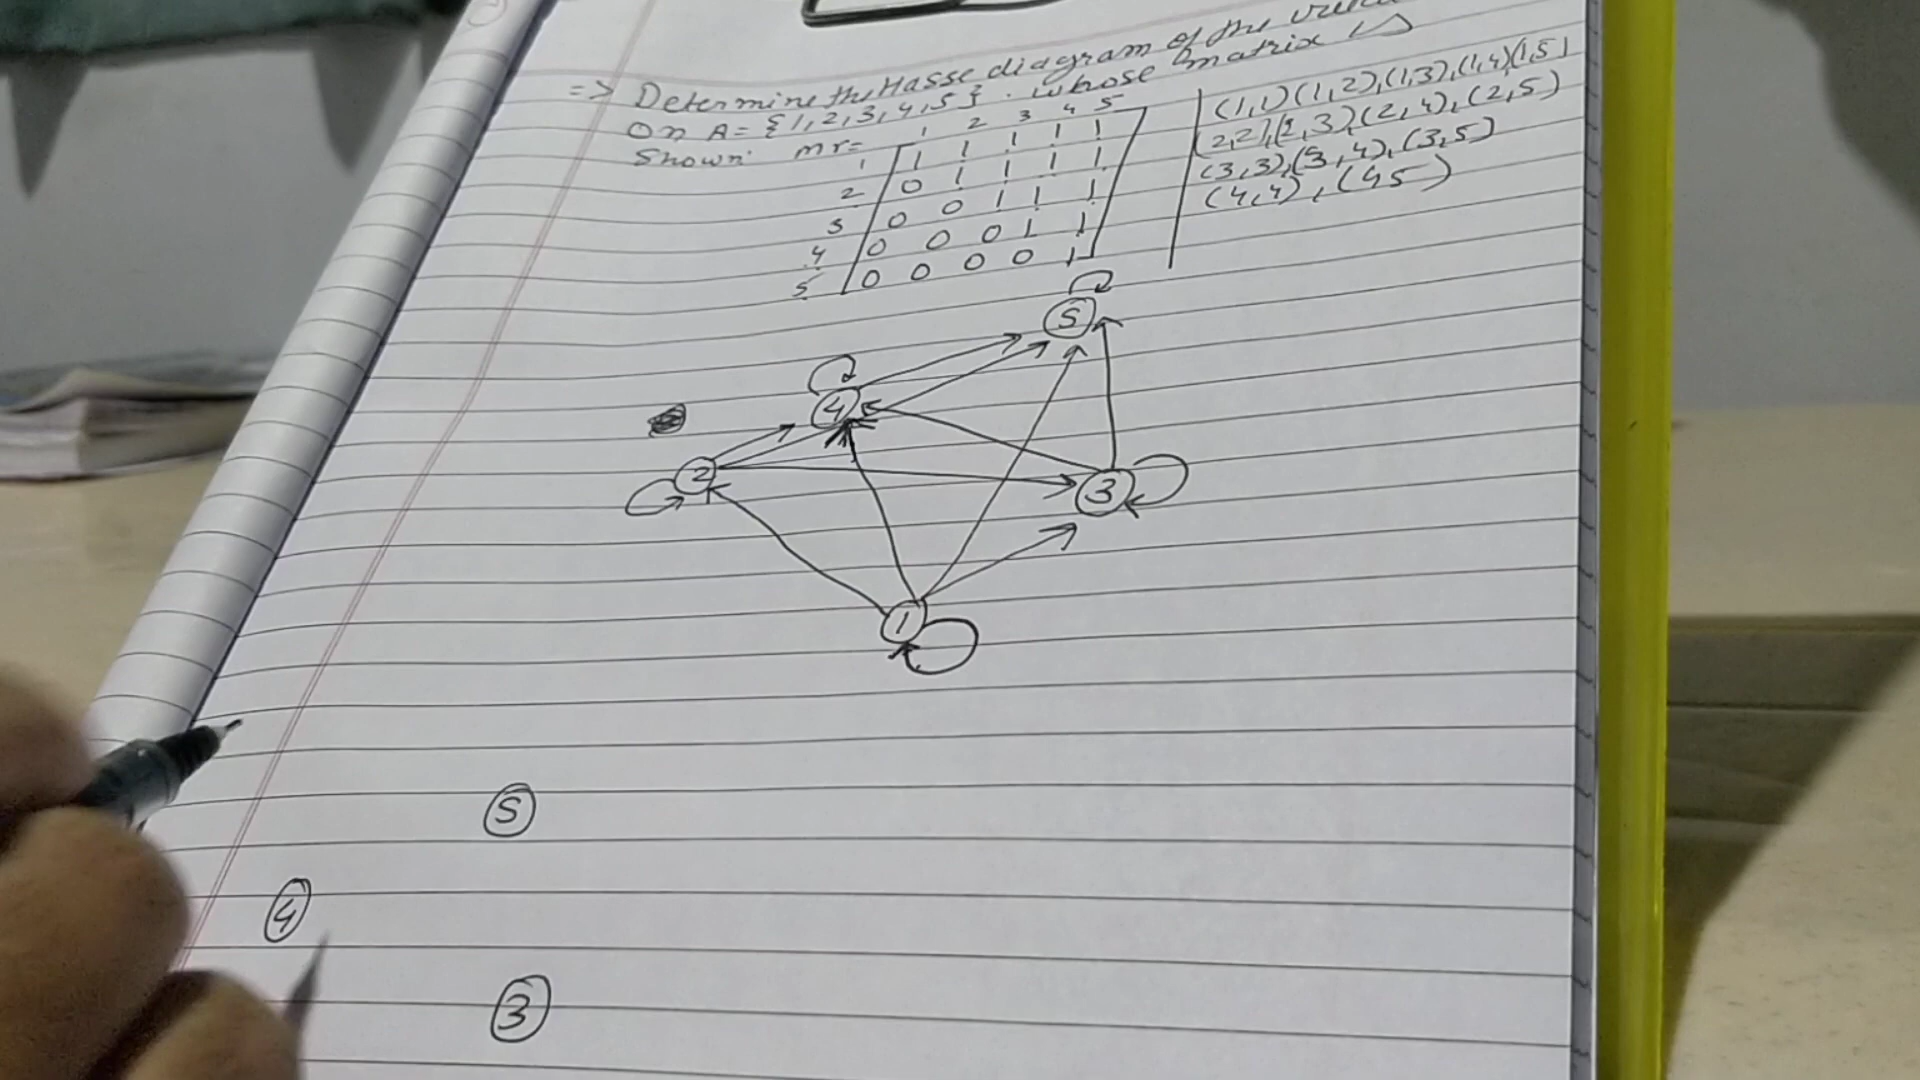 => Determine the Hasse diagram of the
on A = {1,2,3,4,5}. whose matrix is
Shown: mr =
1 2 3 4 5
1 1 1 1 1 1
2 0 1 1 1 1
3 0 0 1 1 1
4 0 0 0 1 1
5 0 0 0 0 1
(1,1)(1,2),(1,3),(1,4)(1,5)
(2,2),(2,3),(2,4),(2,5)
(3,3),(3,4),(3,5)
(4,4),(45)
5
4
2
3
1
5
4
3